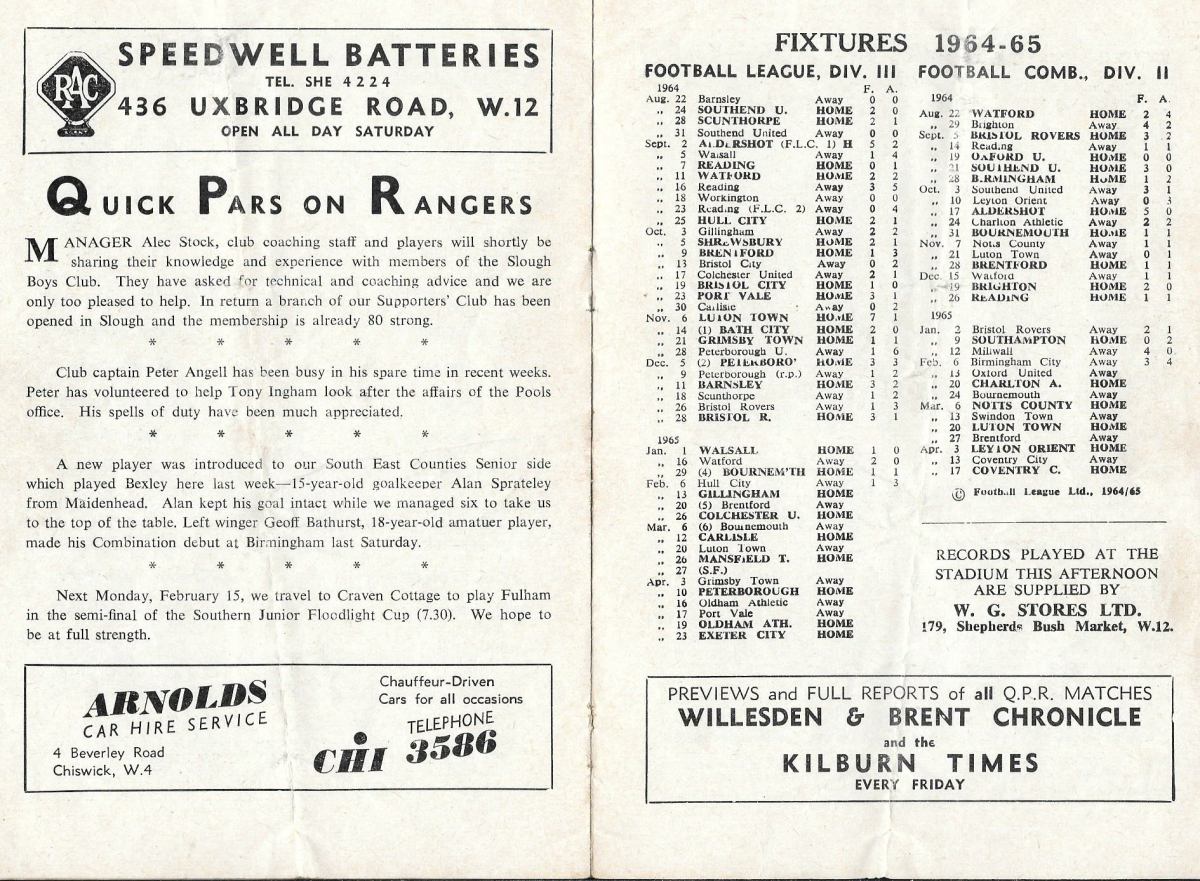 SPEEDWELL BATTERIES
RAC
TEL. SHE 4224
436 UXBRIDGE ROAD, W.12
OPEN ALL DAY SATURDAY
QUICK PARS ON RANGERS
MANAGER Alec Stock, club coaching staff and players will shortly be
sharing their knowledge and experience with members of the Slough
Boys Club. They have asked for technical and coaching advice and we are
only too pleased to help. In return a branch of our Supporters' Club has been
opened in Slough and the membership is already 80 strong.
* * * * *
Club captain Peter Angell has been busy in his spare time in recent weeks.
Peter has volunteered to help Tony Ingham look after the affairs of the Pools
office. His spells of duty have been much appreciated.
* * * * *
A new player was introduced to our South East Counties Senior side
which played Bexley here last week—15-year-old goalkeeper Alan Sprateley
from Maidenhead. Alan kept his goal intact while we managed six to take us
to the top of the table. Left winger Geoff Bathurst, 18-year-old amatuer player,
made his Combination debut at Birmingham last Saturday.
* * * * *
Next Monday, February 15, we travel to Craven Cottage to play Fulham
in the semi-final of the Southern Junior Floodlight Cup (7.30). We hope to
be at full strength.
ARNOLDS
CAR HIRE SERVICE
4 Beverley Road
Chiswick, W.4
Chauffeur-Driven
Cars for all occasions
TELEPHONE
CHI 3586
FIXTURES 1964-65
FOOTBALL LEAGUE, DIV. III
1964 F. A.
Aug. 22 Barnsley Away 0 0
„ 24 SOUTHEND U. HOME 2 0
„ 28 SCUNTHORPE HOME 2 1
„ 31 Southend United Away 0 0
Sept. 2 ALDERSHOT (F.L.C. 1) H 5 2
„ 5 Walsall Away 1 4
„ 7 READING HOME 0 1
„ 11 WATFORD HOME 2 2
„ 16 Reading Away 3 5
„ 18 Workington Away 0 0
„ 23 Reading (F.L.C. 2) Away 0 4
„ 25 HULL CITY HOME 2 1
Oct. 3 Gillingham Away 2 2
„ 5 SHREWSBURY HOME 2 1
„ 9 BRENTFORD HOME 1 3
„ 13 Bristol City Away 0 2
„ 17 Colchester United Away 2 1
„ 19 BRISTOL CITY HOME 1 0
„ 23 PORT VALE HOME 3 1
„ 30 Carlisle Away 0 2
Nov. 6 LUTON TOWN HOME 7 1
„ 14 (1) BATH CITY HOME 2 0
„ 21 GRIMSBY TOWN HOME 1 1
„ 28 Peterborough U. Away 1 6
Dec. 5 (2) PETERBORO' HOME 3 3
„ 9 Peterborough (r.p.) Away 1 2
„ 11 BARNSLEY HOME 3 2
„ 18 Scunthorpe Away 1 2
„ 26 Bristol Rovers Away 1 3
„ 28 BRISTOL R. HOME 3 1
1965
Jan. 1 WALSALL HOME 1 0
„ 16 Watford Away 2 0
„ 29 (4) BOURNEM'TH HOME 1 1
Feb. 6 Hull City Away 1 3
„ 13 GILLINGHAM HOME
„ 20 (5) Brentford Away
„ 26 COLCHESTER U. HOME
Mar. 6 (6) Bournemouth Away
„ 12 CARLISLE HOME
„ 20 Luton Town Away
„ 26 MANSFIELD T. HOME
„ 27 (S.F.)
Apr. 3 Grimsby Town Away
„ 10 PETERBOROUGH HOME
„ 16 Oldham Athletic Away
„ 17 Port Vale Away
„ 19 OLDHAM ATH. HOME
„ 23 EXETER CITY HOME
FOOTBALL COMB., DIV. II
1964 F. A.
Aug. 22 WATFORD HOME 2 4
„ 29 Brighton Away 4 2
Sept. 5 BRISTOL ROVERS HOME 3 2
„ 14 Reading Away 1 1
„ 19 OXFORD U. HOME 0 0
„ 21 SOUTHEND U. HOME 3 0
„ 28 BIRMINGHAM HOME 1 2
Oct. 3 Southend United Away 3 1
„ 10 Leyton Orient Away 0 3
„ 17 ALDERSHOT HOME 5 0
„ 24 Charlton Athletic Away 2 2
„ 31 BOURNEMOUTH HOME 1 1
Nov. 7 Notts County Away 1 1
„ 21 Luton Town Away 0 1
„ 28 BRENTFORD HOME 1 1
Dec. 15 Watford Away 1 1
„ 19 BRIGHTON HOME 2 0
„ 26 READING HOME 1 1
1965
Jan. 2 Bristol Rovers Away 2 1
„ 9 SOUTHAMPTON HOME 0 2
„ 12 Millwall Away 4 0
Feb. 6 Birmingham City Away 3 4
„ 13 Oxford United Away
„ 20 CHARLTON A. HOME
„ 24 Bournemouth Away
Mar. 6 NOTTS COUNTY HOME
„ 13 Swindon Town Away
„ 20 LUTON TOWN HOME
„ 27 Brentford Away
Apr. 3 LEYTON ORIENT HOME
„ 13 Coventry City Away
„ 17 COVENTRY C. HOME
© Football League Ltd., 1964/65
RECORDS PLAYED AT THE
STADIUM THIS AFTERNOON
ARE SUPPLIED BY
W. G. STORES LTD.
179, Shepherds Bush Market, W.12.
PREVIEWS and FULL REPORTS of all Q.P.R. MATCHES
WILLESDEN & BRENT CHRONICLE
and the
KILBURN TIMES
EVERY FRIDAY